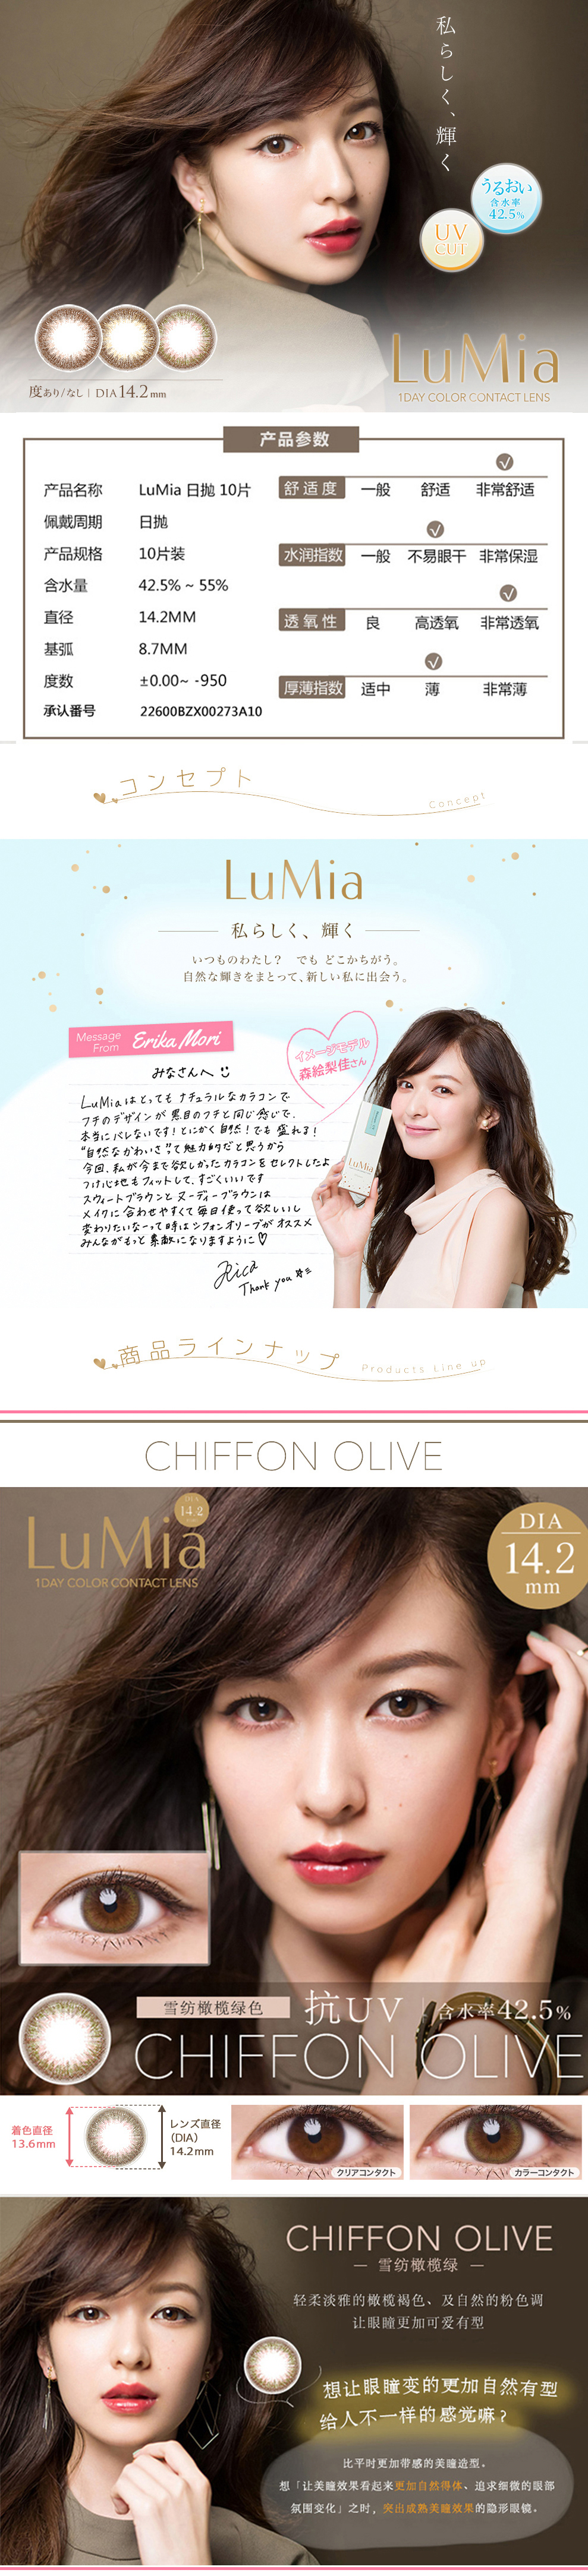 私らしく、輝く
うるおい
含水率
42.5%
UV
CUT
LuMia
1DAY COLOR CONTACT LENS
度あり/なし | DIA 14.2 mm
产品参数
产品名称 LuMia 日抛 10片
佩戴周期 日抛
产品规格 10片装
含水量 42.5% ~ 55%
直径 14.2MM
基弧 8.7MM
度数 ±0.00~ -950
承认番号 22600BZX00273A10
舒适度 一般 舒适 非常舒适
水润指数 一般 不易眼干 非常保湿
透氧性 良 高透氧 非常透氧
厚薄指数 适中 薄 非常薄
コンセプト
Concept
LuMia
私らしく、輝く
いつものわたし？ でも どこかちがう。
自然な輝きをまとって、新しい私に出会う。
Message
From Erika Mori
イメージモデル
森絵梨佳さん
みなさんへ
LuMiaはとっても ナチュラルなカラコンで
フチのデザインが 黒目のフチと同じ感じで、
本当にバレないです！とにかく自然！でも 盛れる！
"自然なかわいさ"って魅力的だと思うから
今回、私が今まで欲しかったカラコンをセレクトしたよ
つけ心地もフィットして、すごくいいです
スウィートブラウンと ヌーディーブラウンは
メイクに合わせやすくて毎日使って欲しいし
変わりたいなーって時はシフォンオリーブがオススメ
みんながもっと素敵になりますように♡
Thank you
LuMia
商品ラインナップ
Products Line up
CHIFFON OLIVE
DIA
14.2
LuMia
1DAY COLOR CONTACT LENS
DIA
14.2
mm
雪纺橄榄绿色
抗UV
含水率42.5%
CHIFFON OLIVE
着色直径
13.6mm
レンズ直径
(DIA)
14.2mm
クリアコンタクト
カラーコンタクト
CHIFFON OLIVE
— 雪纺橄榄绿 —
轻柔淡雅的橄榄褐色、及自然的粉色调
让眼瞳更加可爱有型
想让眼瞳变的更加自然有型
给人不一样的感觉嘛？
比平时更加带感的美瞳造型。
想「让美瞳效果看起来更加自然得体、追求细微的眼部
氛围变化」之时，突出成熟美瞳效果的隐形眼镜。